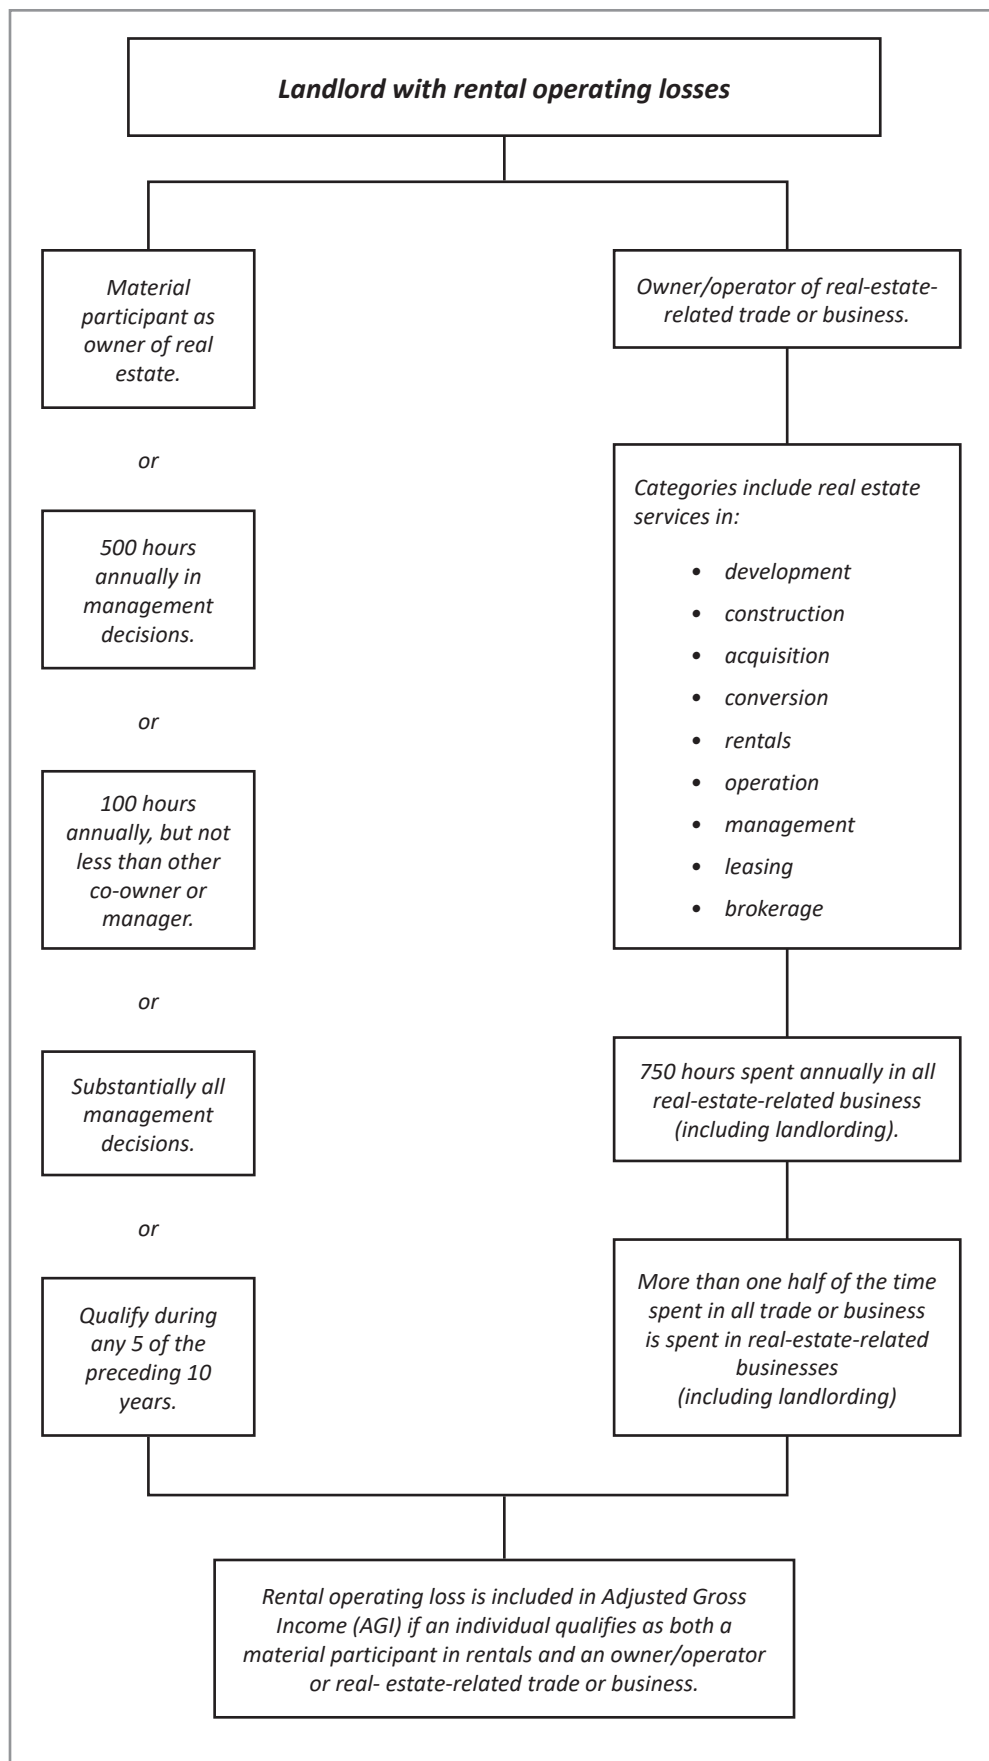 Landlord with rental operating losses
Material
participant as
owner of real
estate.
or
500 hours
annually in
management
decisions.
or
100 hours
annually, but not
less than other
co-owner or
manager.
or
Substantially all
management
decisions.
or
Qualify during
any 5 of the
preceding 10
years.
Owner/operator of real-estate-
related trade or business.
Categories include real estate
services in:
• development
• construction
• acquisition
• conversion
• rentals
• operation
• management
• leasing
• brokerage
750 hours spent annually in all
real-estate-related business
(including landlording).
More than one half of the time
spent in all trade or business
is spent in real-estate-related
businesses
(including landlording)
Rental operating loss is included in Adjusted Gross
Income (AGI) if an individual qualifies as both a
material participant in rentals and an owner/operator
or real- estate-related trade or business.